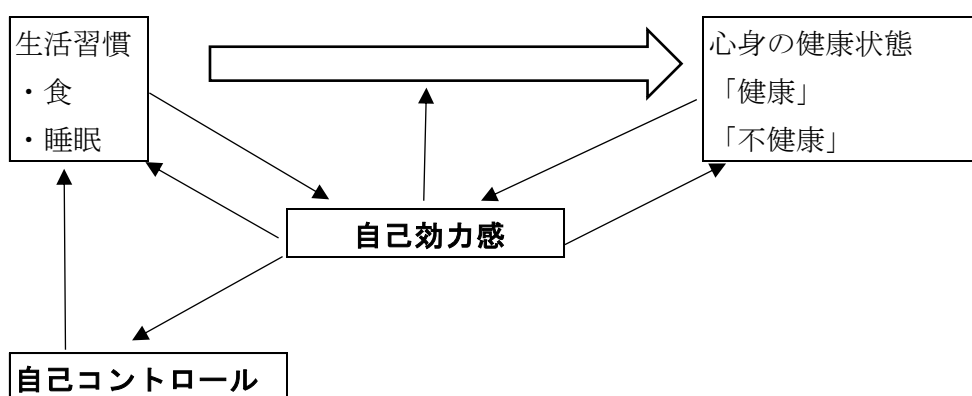 生活習慣
・食
・睡眠
心身の健康状態
「健康」
「不健康」
自己効力感
自己コントロール